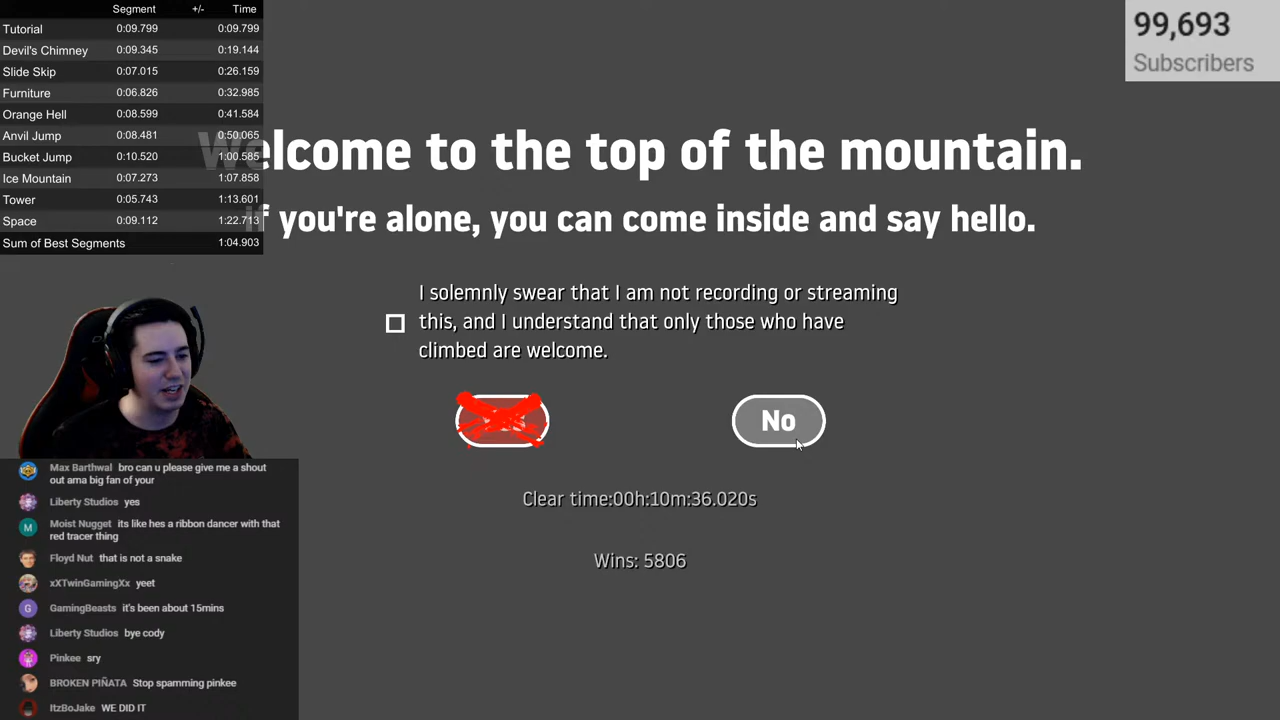 Segment +/- Time
Tutorial 0:09.799 0:09.799
Devil's Chimney 0:09.345 0:19.144
Slide Skip 0:07.015 0:26.159
Furniture 0:06.826 0:32.985
Orange Hell 0:08.599 0:41.584
Anvil Jump 0:08.481 0:50.065
Bucket Jump 0:10.520 1:00.585
Ice Mountain 0:07.273 1:07.858
Tower 0:05.743 1:13.601
Space 0:09.112 1:22.713
Sum of Best Segments 1:04.903
99,693
Subscribers
Welcome to the top of the mountain.
If you're alone, you can come inside and say hello.
I solemnly swear that I am not recording or streaming
this, and I understand that only those who have
climbed are welcome.
No
Clear time:00h:10m:36.020s
Wins: 5806
Max Barthwal bro can u please give me a shout
out ama big fan of your
Liberty Studios yes
M Moist Nugget its like hes a ribbon dancer with that
red tracer thing
Floyd Nut that is not a snake
xXTwinGamingXx yeet
G GamingBeasts it's been about 15mins
Liberty Studios bye cody
Pinkee sry
BROKEN PIÑATA Stop spamming pinkee
ItzBoJake WE DID IT